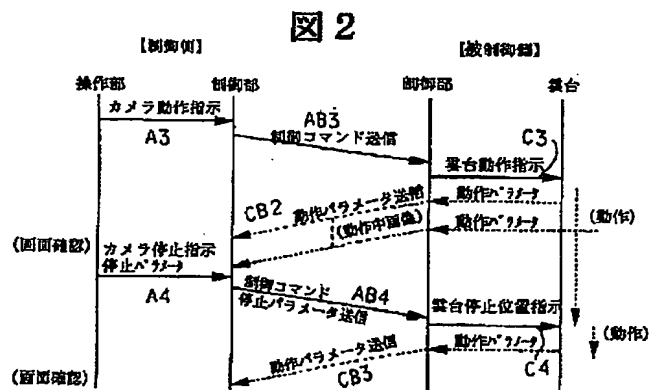 図2
【制御側】
【被制御側】
操作部
制御部
制御部
雲台
カメラ動作指示
A3
AB3
制御コマンド送信
C3
雲台動作指示
動作パラメータ
CB2
動作パラメータ送信
動作パラメータ
(動作中画像)
(動作)
(画面確認)
カメラ停止指示
停止パラメータ
A4
制御コマンド
AB4
停止パラメータ送信
雲台停止位置指示
(動作)
動作パラメータ
C4
動作パラメータ送信
CB3
(画面確認)